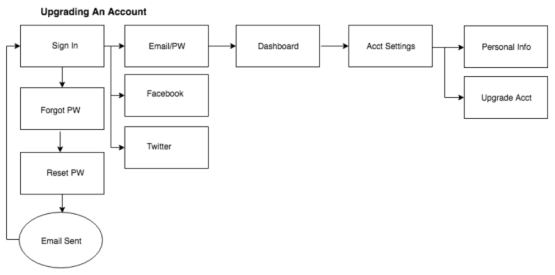 Upgrading An Account
Sign In
Email/PW
Dashboard
Acct Settings
Personal Info
Forgot PW
Facebook
Upgrade Acct
Twitter
Reset PW
Email Sent